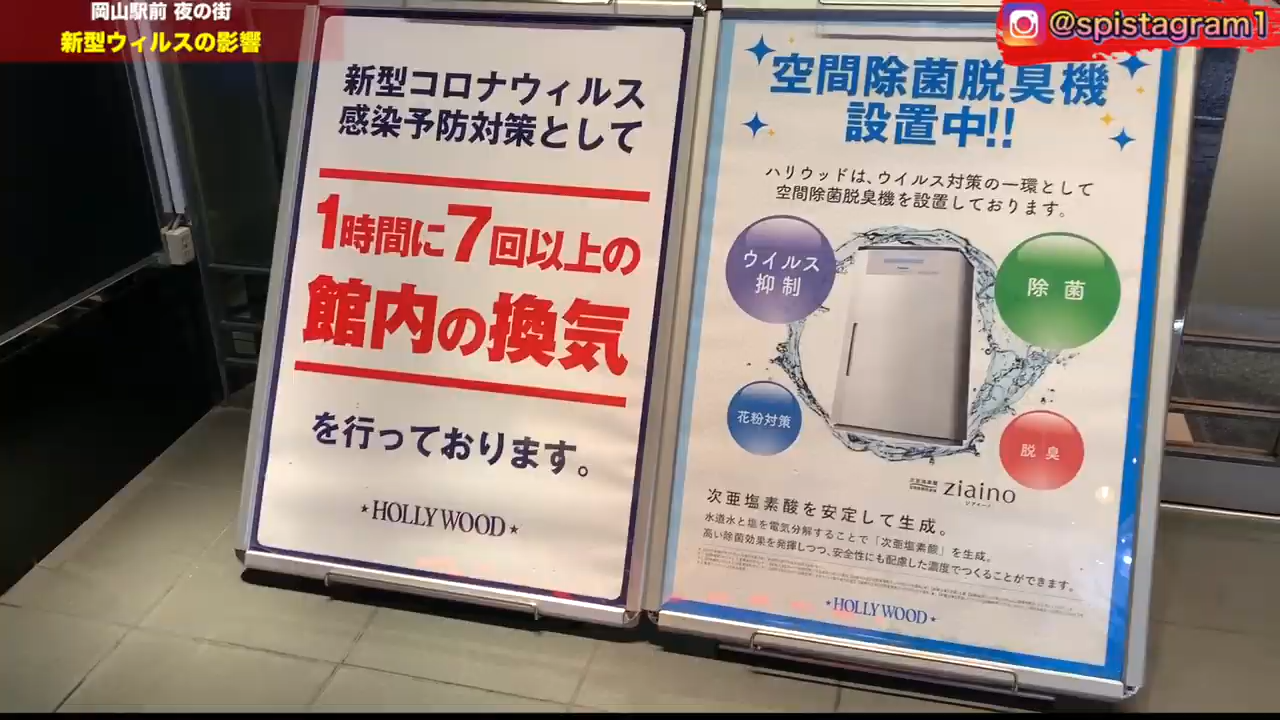 岡山駅前 夜の街
新型ウィルスの影響
@spistagram1
新型コロナウィルス
感染予防対策として
1時間に7回以上の
館内の換気
を行っております。
★HOLLYWOOD★
空間除菌脱臭機
設置中!!
ハリウッドは、ウイルス対策の一環として
空間除菌脱臭機を設置しております。
ウイルス
抑制
除菌
花粉対策
脱臭
ziaino
ジアイーノ
次亜塩素酸を安定して生成。
水道水と塩を電気分解することで「次亜塩素酸」を生成。
高い除菌効果を発揮しつつ、安全性にも配慮した濃度でつくることができます。
★HOLLYWOOD★